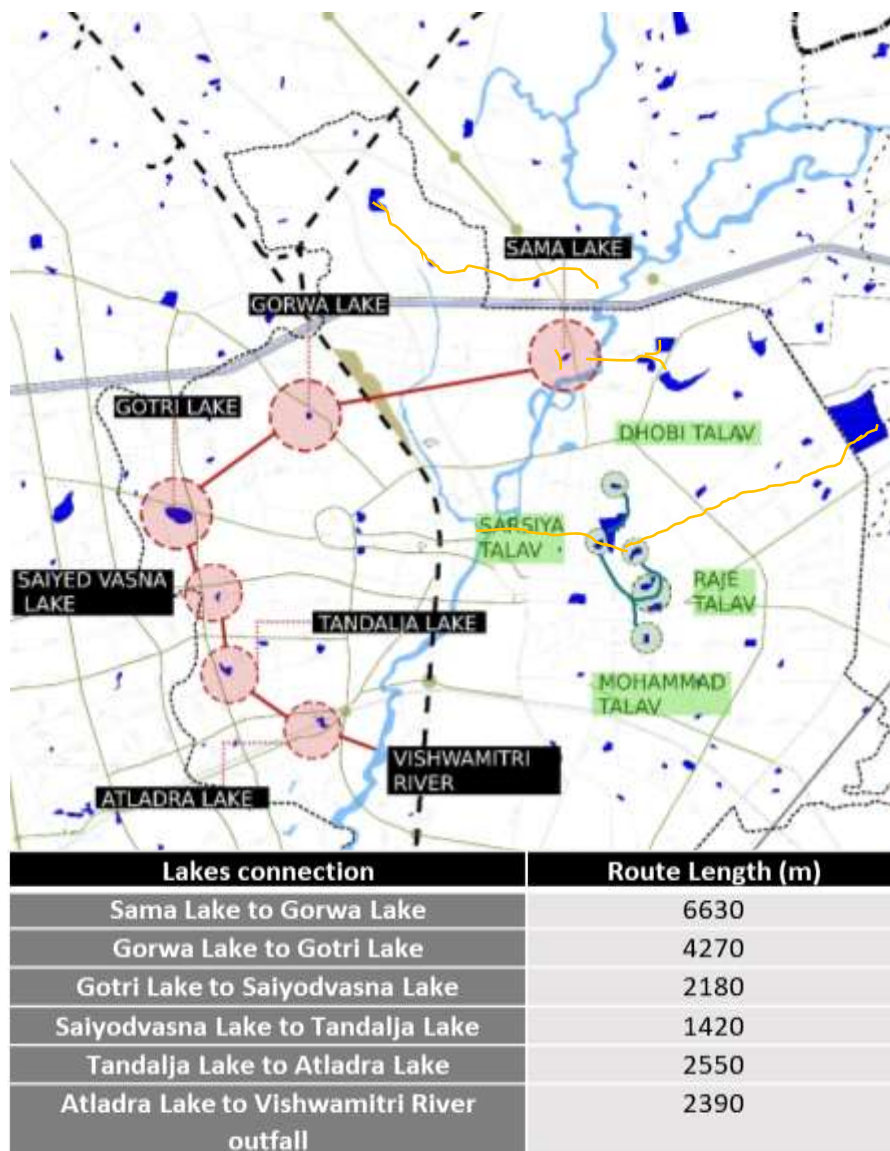 SAMA LAKE
GORWA LAKE
GOTRI LAKE
DHOBI TALAV
SARSIYA
TALAV
SAIYED VASNA
LAKE
RAJE
TALAV
TANDALJA LAKE
MOHAMMAD
TALAV
VISHWAMITRI
RIVER
ATLADRA LAKE
Lakes connection Route Length (m)
Sama Lake to Gorwa Lake 6630
Gorwa Lake to Gotri Lake 4270
Gotri Lake to Saiyodvasna Lake 2180
Saiyodvasna Lake to Tandalja Lake 1420
Tandalja Lake to Atladra Lake 2550
Atladra Lake to Vishwamitri River 2390
outfall